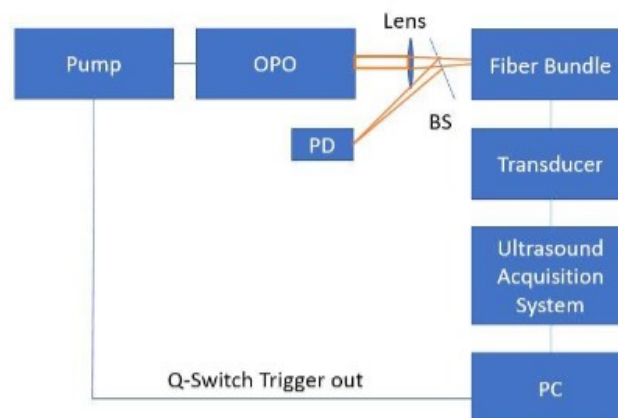 Lens
Pump
OPO
Fiber Bundle
BS
PD
Transducer
Ultrasound
Acquisition
System
Q-Switch Trigger out
PC